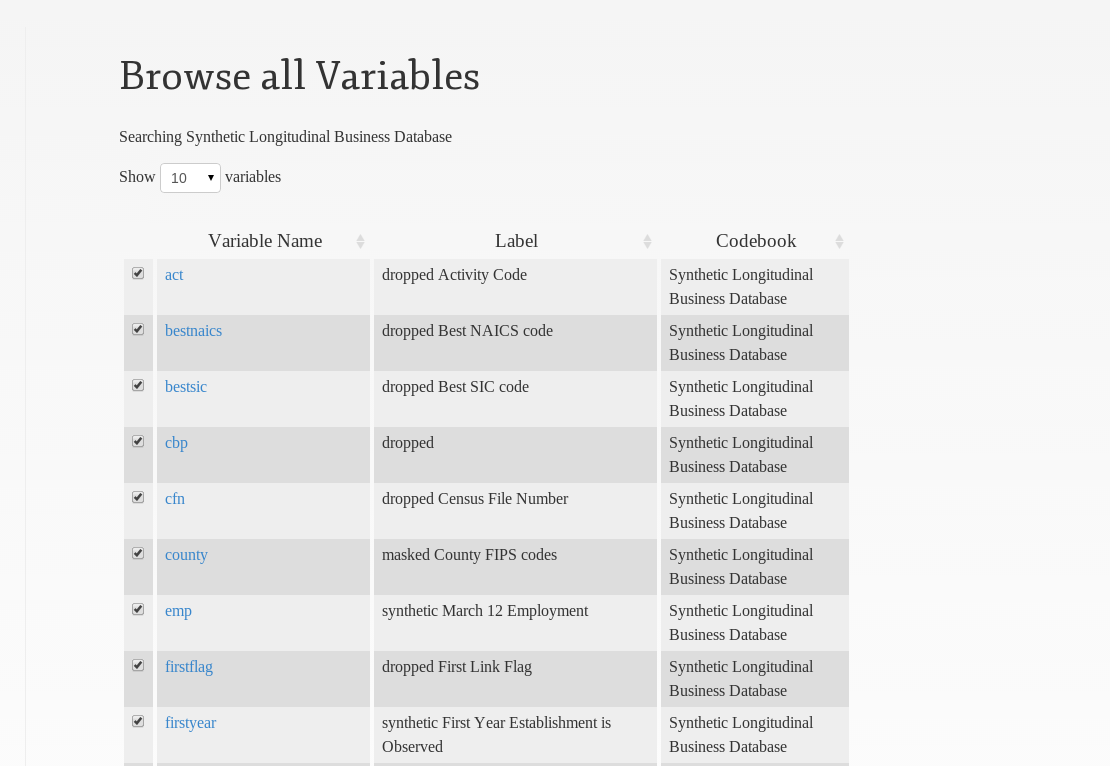 Browse all Variables
Searching Synthetic Longitudinal Business Database
Show 10 variables
Variable Name Label Codebook
act dropped Activity Code Synthetic Longitudinal
Business Database
bestnaics dropped Best NAICS code Synthetic Longitudinal
Business Database
bestsic dropped Best SIC code Synthetic Longitudinal
Business Database
cbp dropped Synthetic Longitudinal
Business Database
cfn dropped Census File Number Synthetic Longitudinal
Business Database
county masked County FIPS codes Synthetic Longitudinal
Business Database
emp synthetic March 12 Employment Synthetic Longitudinal
Business Database
firstflag dropped First Link Flag Synthetic Longitudinal
Business Database
firstyear synthetic First Year Establishment is Synthetic Longitudinal
Observed Business Database